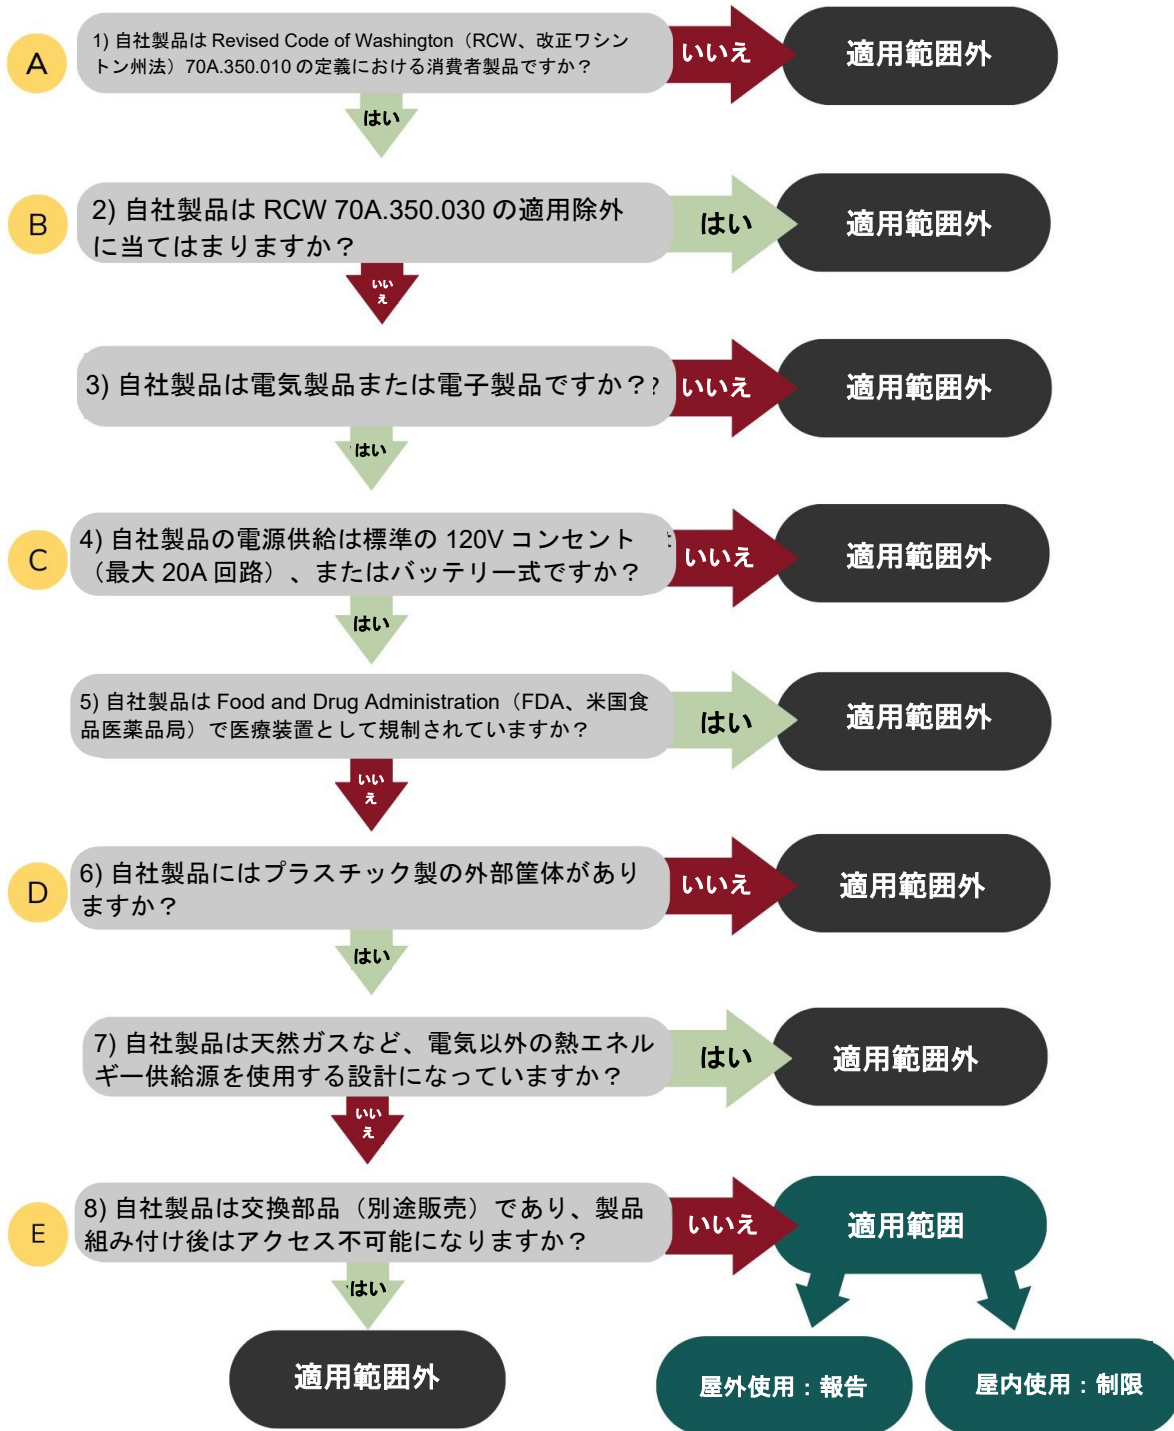 A
1) 自社製品は Revised Code of Washington（RCW、改正ワシン
トン州法）70A.350.010 の定義における消費者製品ですか？
いいえ
適用範囲外
はい
B
2) 自社製品は RCW 70A.350.030 の適用除外
に当てはまりますか？
はい
適用範囲外
いい
え
3) 自社製品は電気製品または電子製品ですか？?
いいえ
適用範囲外
はい
C
4) 自社製品の電源供給は標準の 120V コンセント
（最大 20A 回路）、またはバッテリー式ですか？
いいえ
適用範囲外
はい
5) 自社製品は Food and Drug Administration（FDA、米国食
品医薬品局）で医療装置として規制されていますか？
はい
適用範囲外
いい
え
D
6) 自社製品にはプラスチック製の外部筐体があり
ますか？
いいえ
適用範囲外
はい
7) 自社製品は天然ガスなど、電気以外の熱エネル
ギー供給源を使用する設計になっていますか？
はい
適用範囲外
いい
え
E
8) 自社製品は交換部品（別途販売）であり、製品
組み付け後はアクセス不可能になりますか？
いいえ
適用範囲
はい
適用範囲外
屋外使用：報告
屋内使用：制限